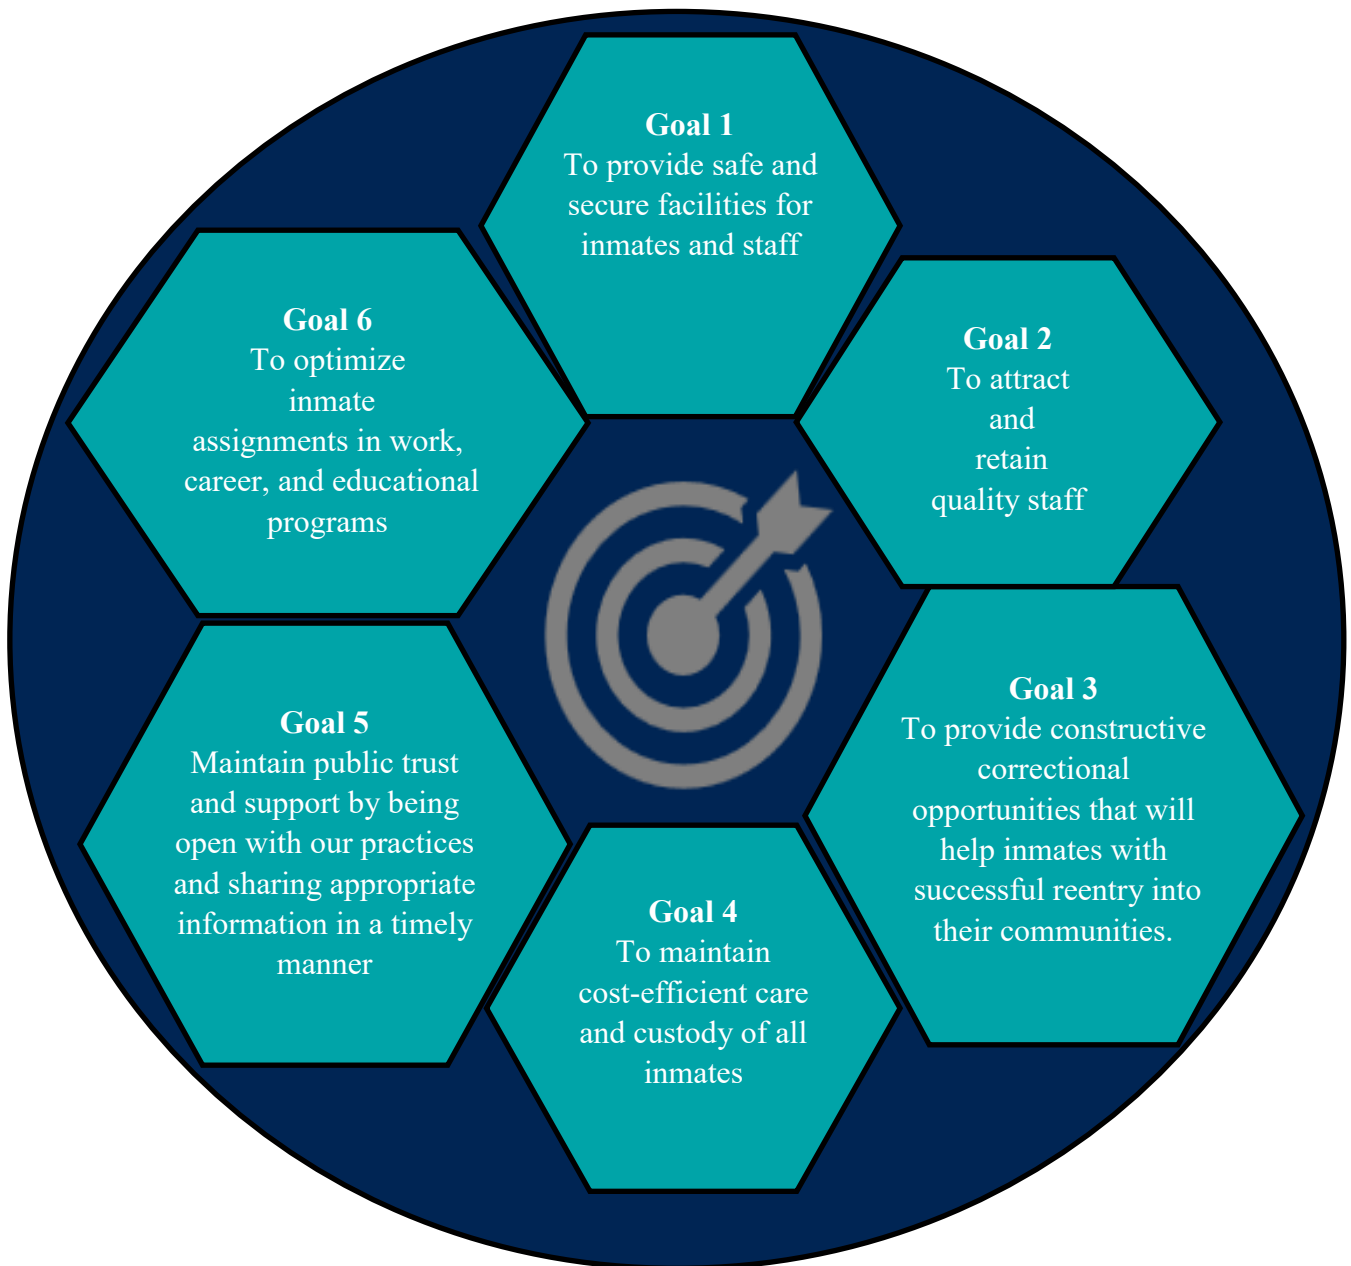 Goal 1
To provide safe and
secure facilities for
inmates and staff
Goal 2
To attract
and
retain
quality staff
Goal 3
To provide constructive
correctional
opportunities that will
help inmates with
successful reentry into
their communities.
Goal 4
To maintain
cost-efficient care
and custody of all
inmates
Goal 5
Maintain public trust
and support by being
open with our practices
and sharing appropriate
information in a timely
manner
Goal 6
To optimize
inmate
assignments in work,
career, and educational
programs